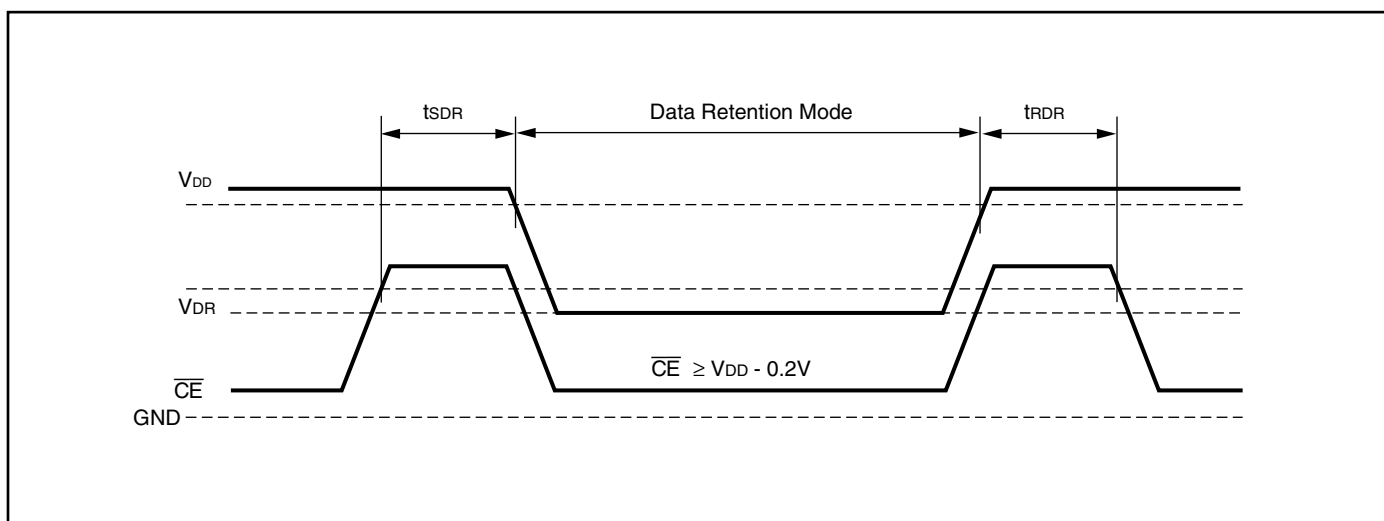 tSDR Data Retention Mode tRDR
VDD
VDR
CE ≥ VDD - 0.2V
CE
GND